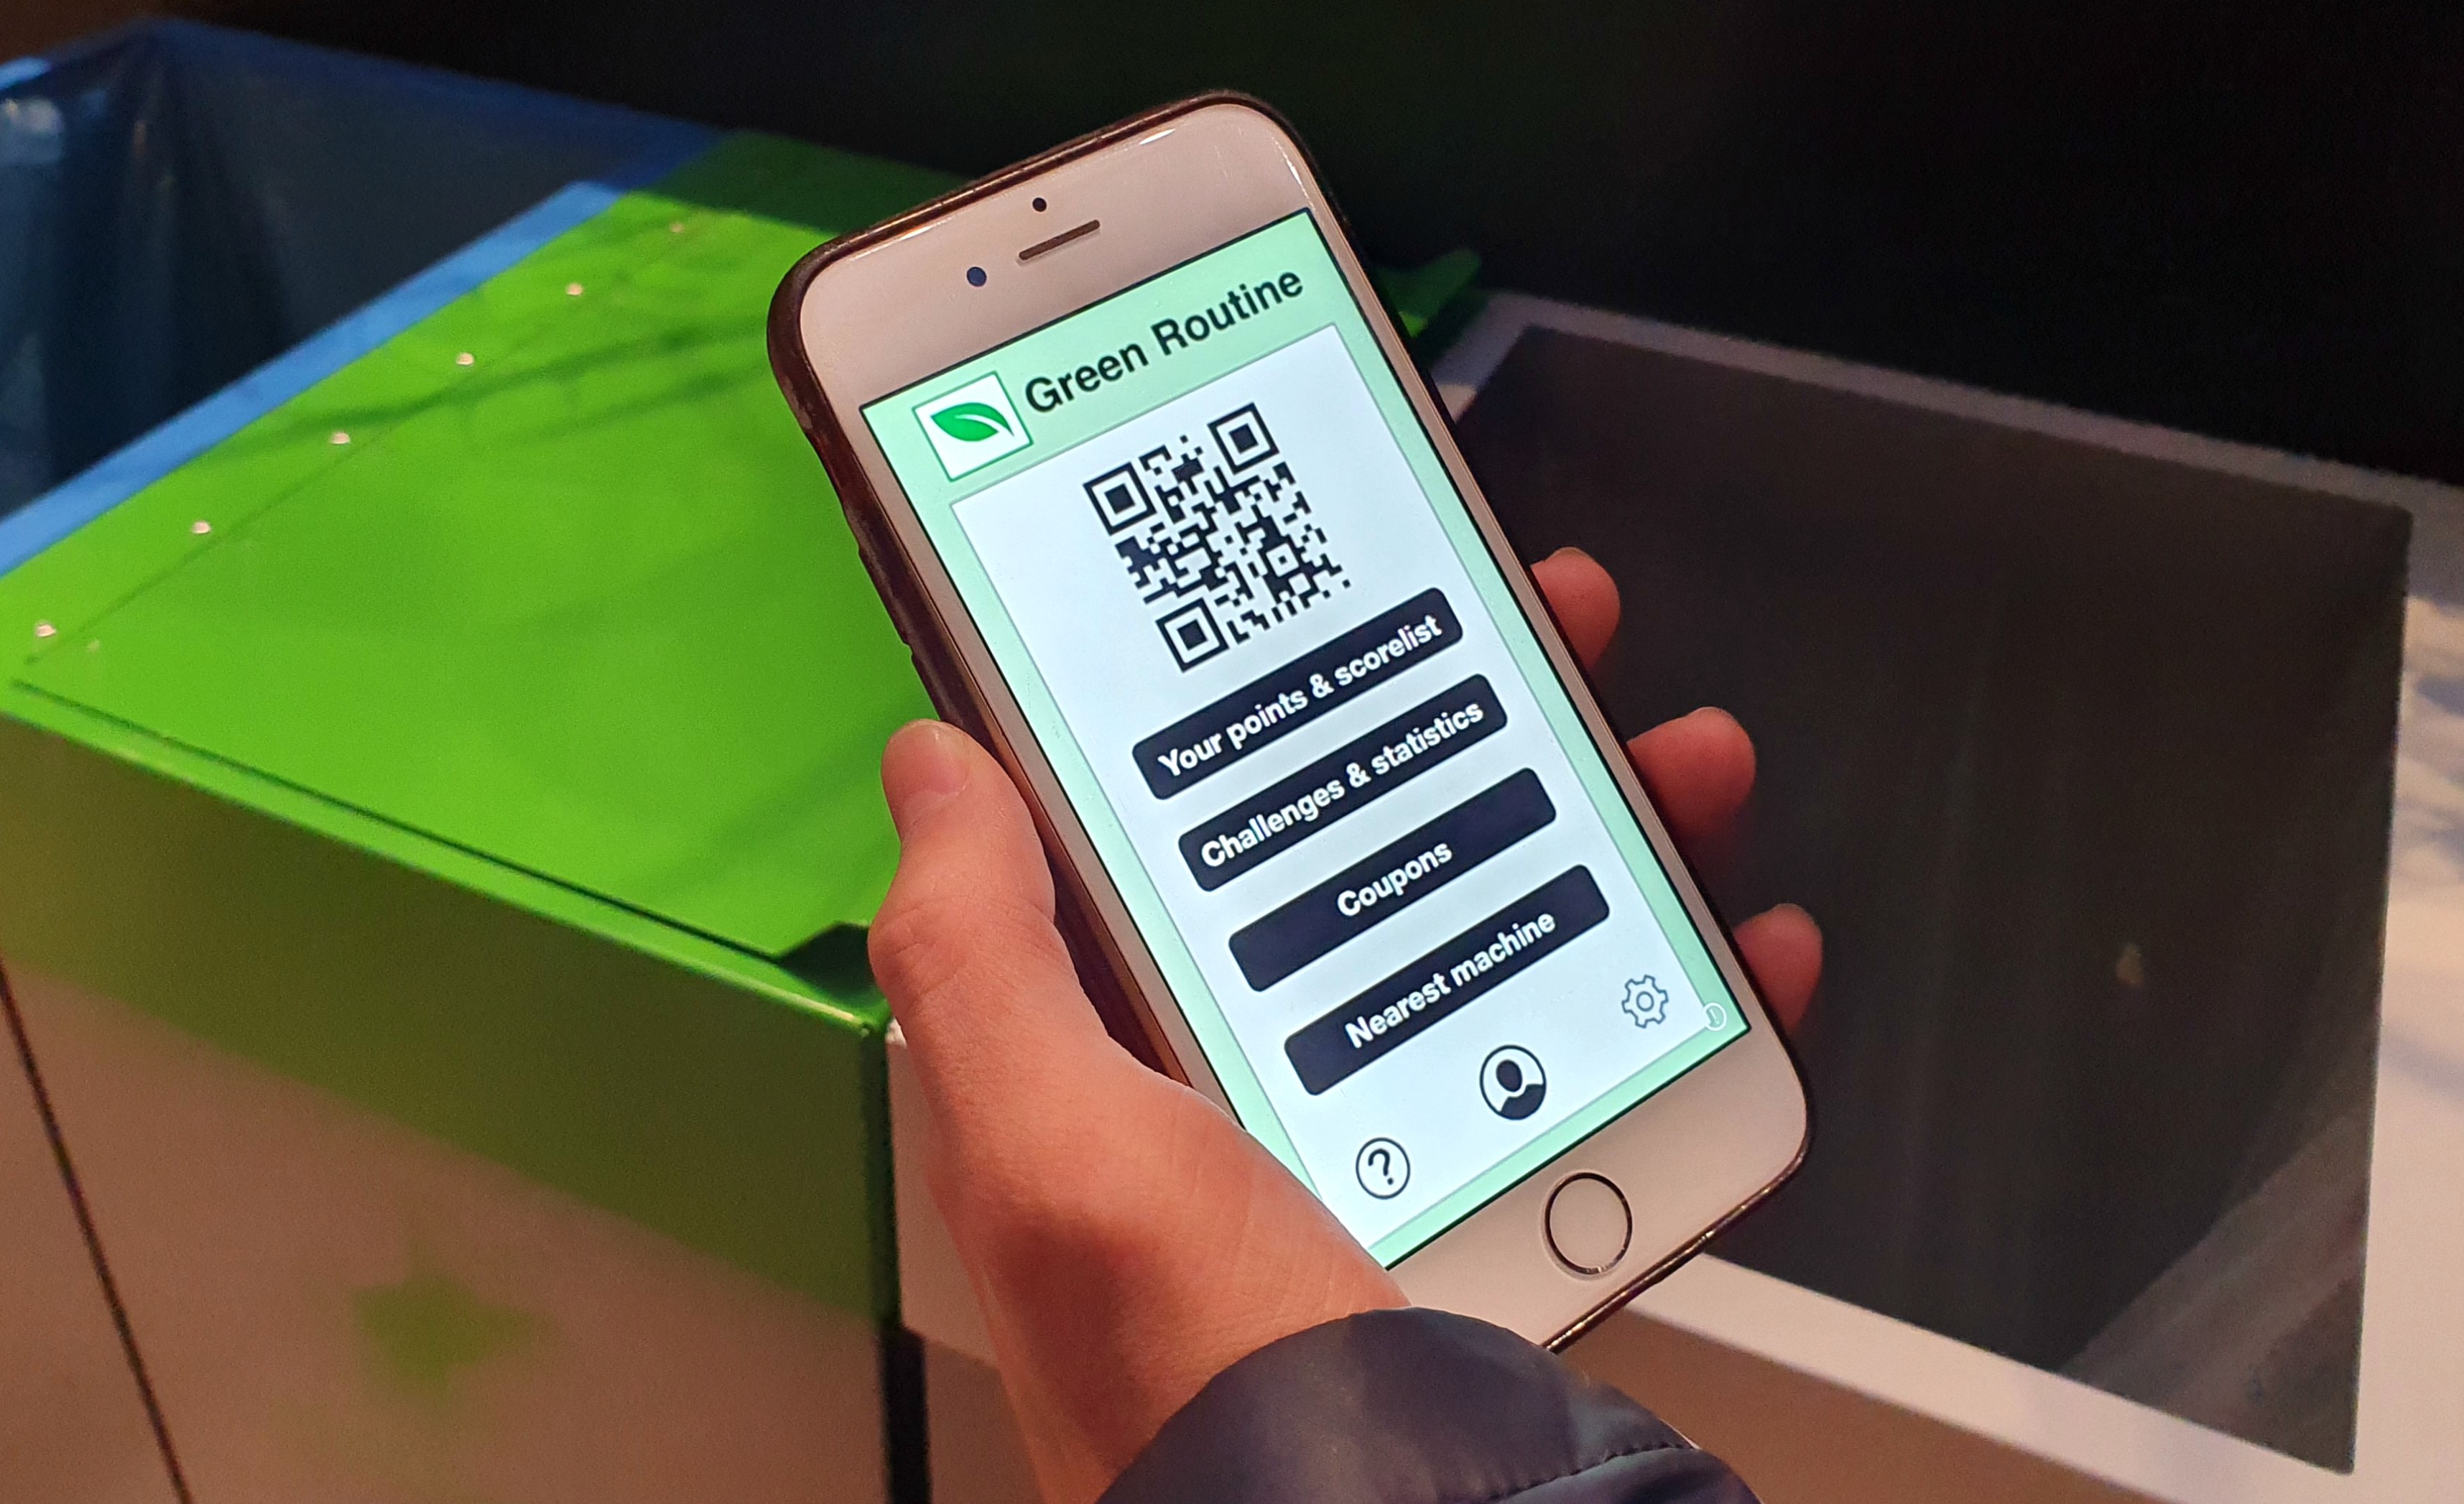 Green Routine
Your points & scorelist
Challenges & statistics
Coupons
Nearest machine
?